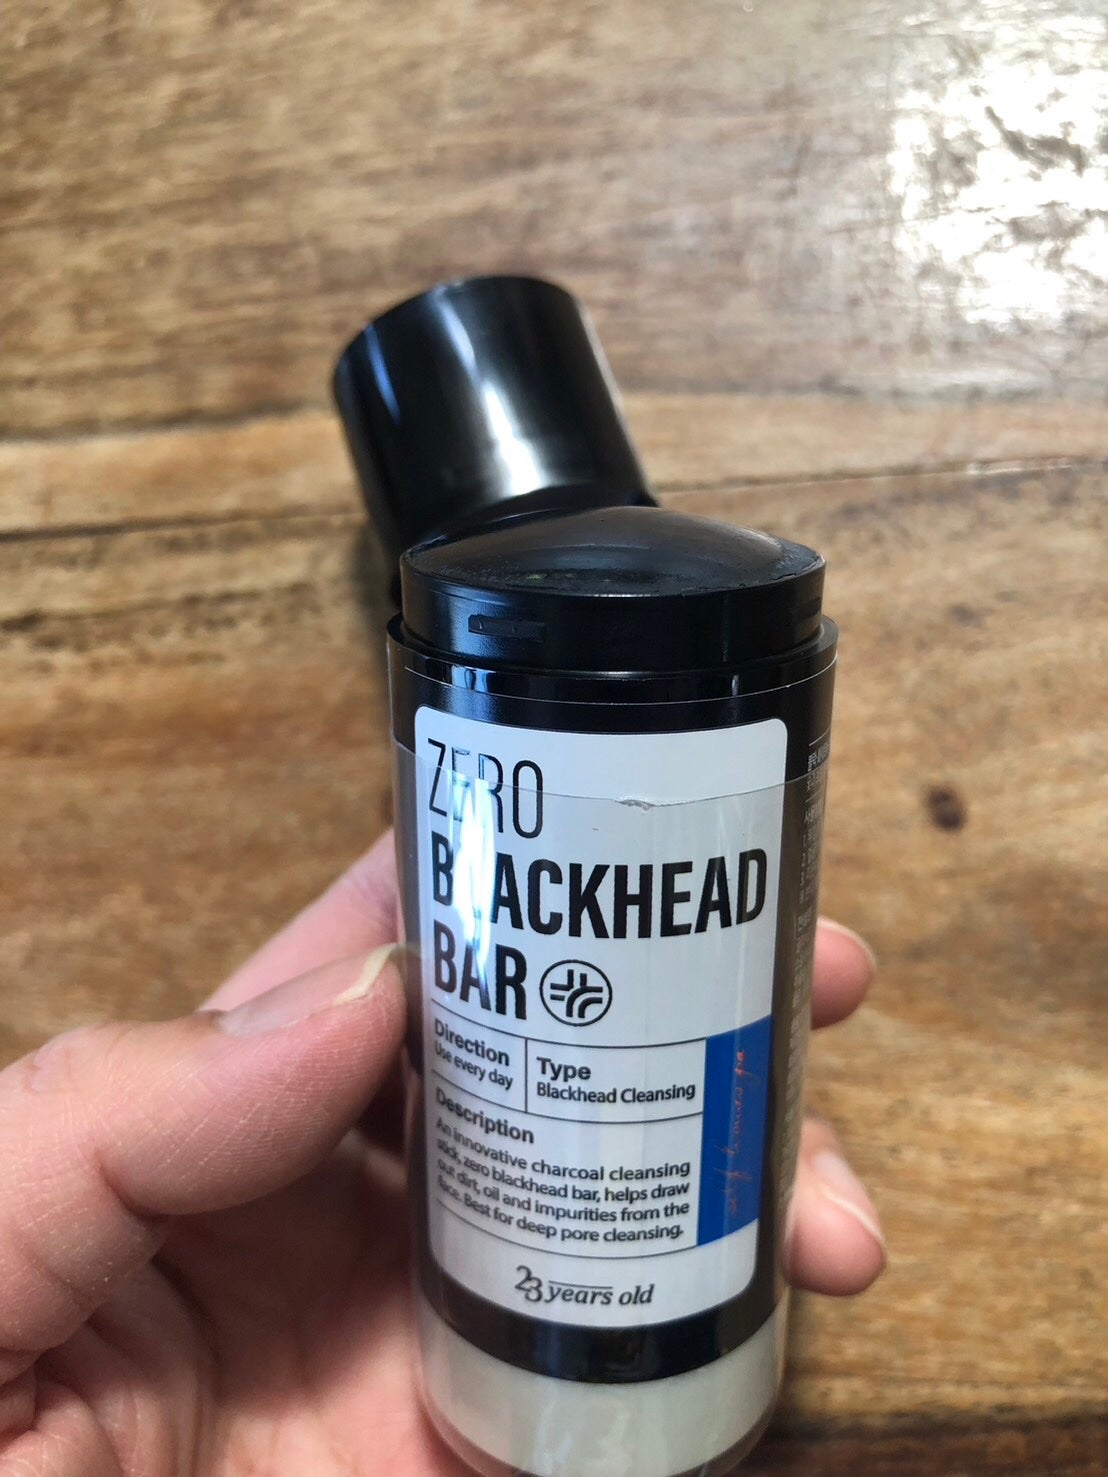 ZERO
BLACKHEAD
BAR
Direction
Use every day
Type
Blackhead Cleansing
Description
An innovative charcoal cleansing
stick, zero blackhead bar, helps draw
out dirt, oil and impurities from the
face. Best for deep pore cleansing.
23 years old